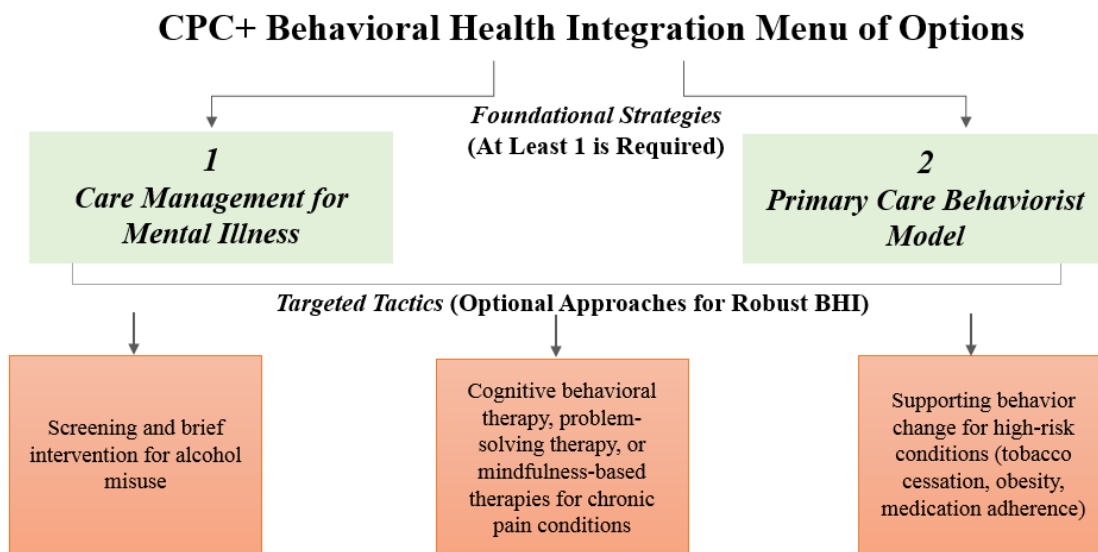 CPC+ Behavioral Health Integration Menu of Options
Foundational Strategies
(At Least 1 is Required)
1
Care Management for
Mental Illness
2
Primary Care Behaviorist
Model
Targeted Tactics (Optional Approaches for Robust BHI)
Screening and brief
intervention for alcohol
misuse
Cognitive behavioral
therapy, problem-
solving therapy, or
mindfulness-based
therapies for chronic
pain conditions
Supporting behavior
change for high-risk
conditions (tobacco
cessation, obesity,
medication adherence)